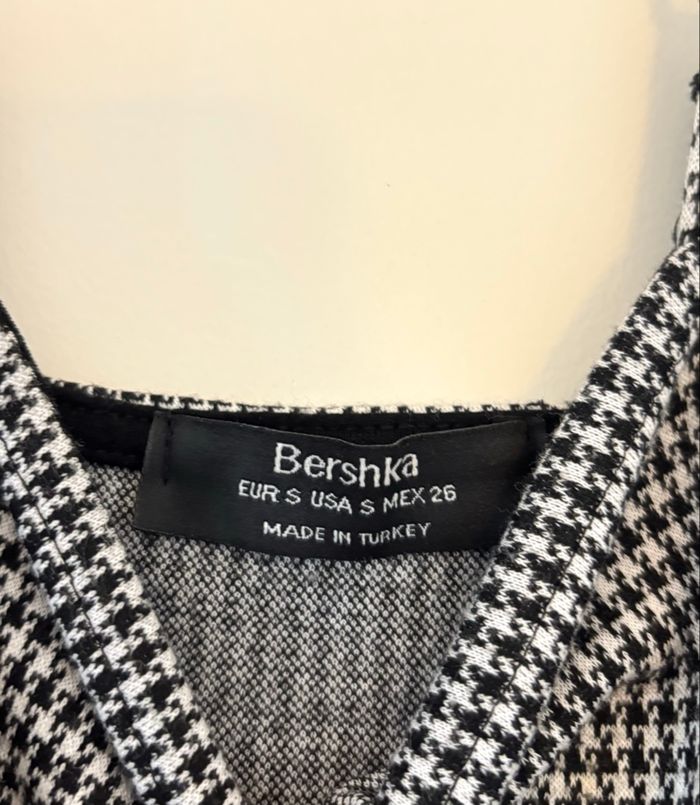 Bershka
EUR S USA S MEX 26
MADE IN TURKEY